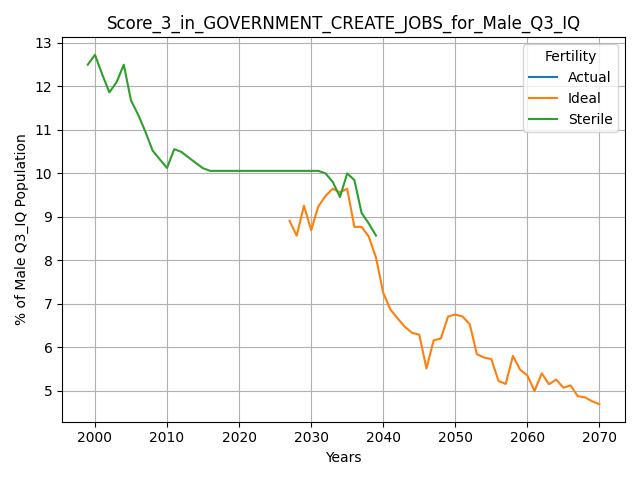 Score_3_in_GOVERNMENT_CREATE_JOBS_for_Male_Q3_IQ
% of Male Q3_IQ Population
13
12
11
10
9
8
7
6
5
Fertility
Actual
Ideal
Sterile
2000 2010 2020 2030 2040 2050 2060 2070
Years